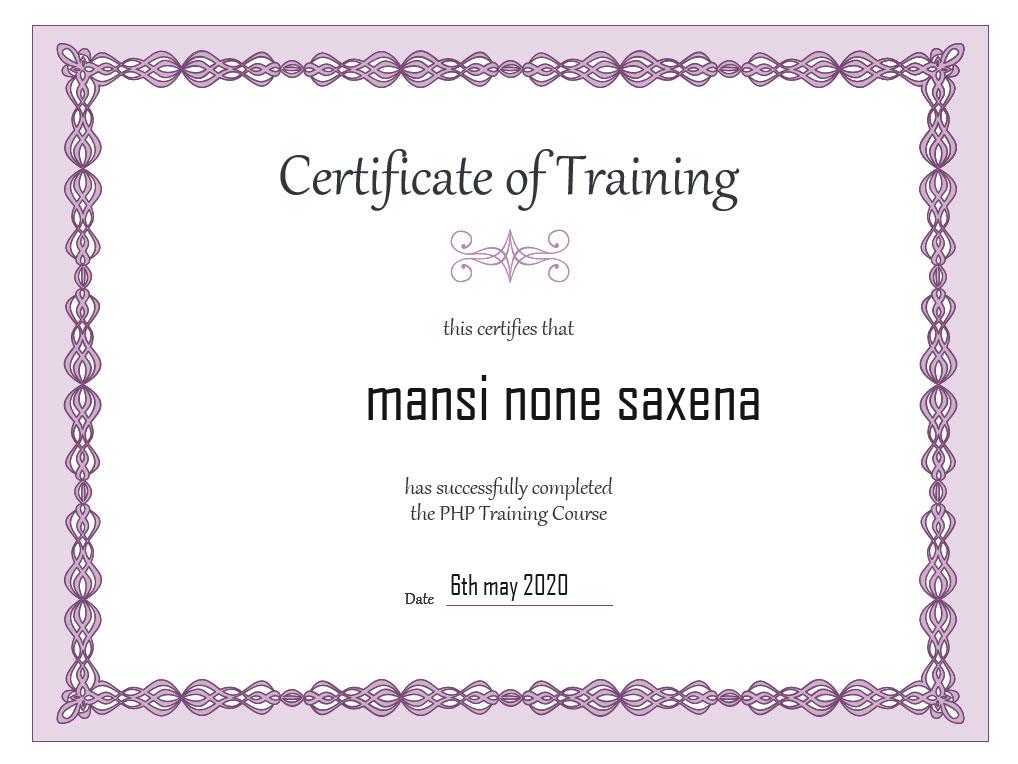 Certificate of Training
this certifies that
mansi none saxena
has successfully completed
the PHP Training Course
Date 6th may 2020